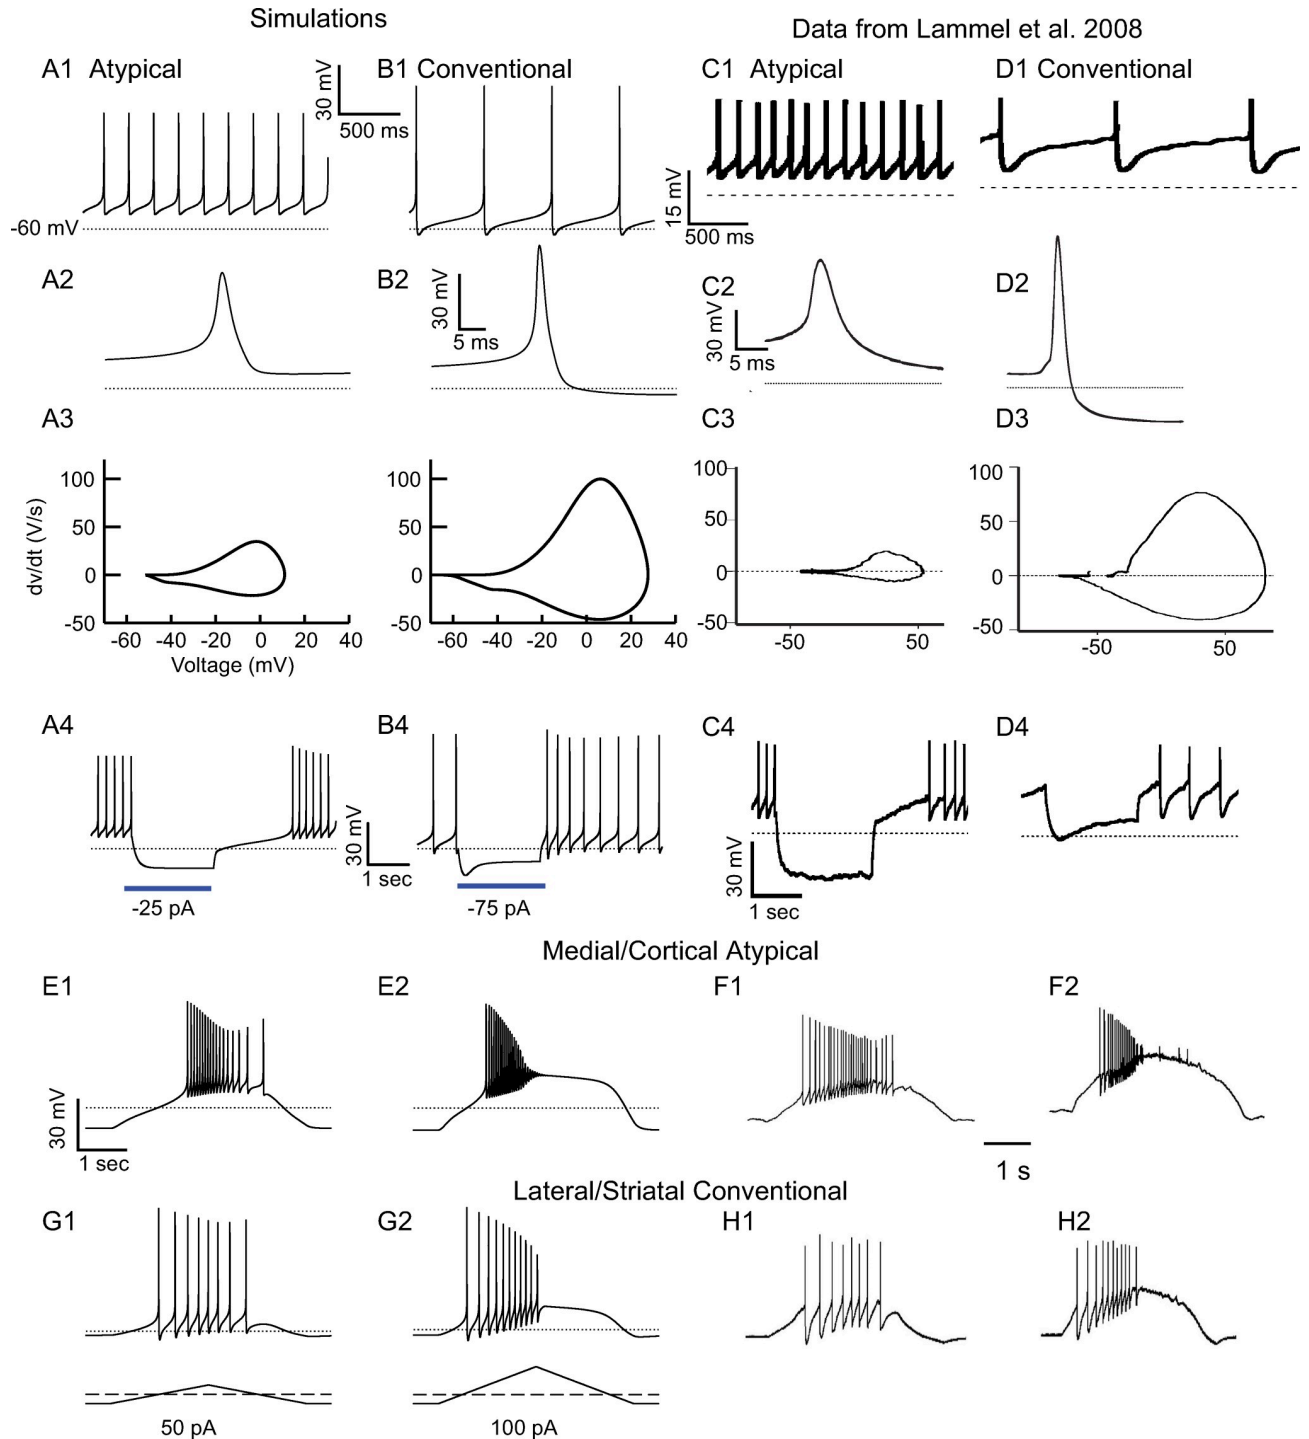 Simulations
Data from Lammel et al. 2008
A1 Atypical
30 mV
500 ms
B1 Conventional
C1 Atypical
D1 Conventional
-60 mV
15 mV
500 ms
A2
B2
30 mV
5 ms
C2
30 mV
5 ms
D2
A3
C3
D3
dv/dt (V/s)
100
50
0
-50
-60 -40 -20 0 20 40
Voltage (mV)
100
50
0
-50
-60 -40 -20 0 20 40
100
50
0
-50
-50 50
100
50
0
-50
-50 50
A4
B4
C4
D4
-25 pA
30 mV
1 sec
-75 pA
30 mV
1 sec
Medial/Cortical Atypical
E1
E2
F1
F2
30 mV
1 sec
1 s
Lateral/Striatal Conventional
G1
G2
H1
H2
50 pA
100 pA